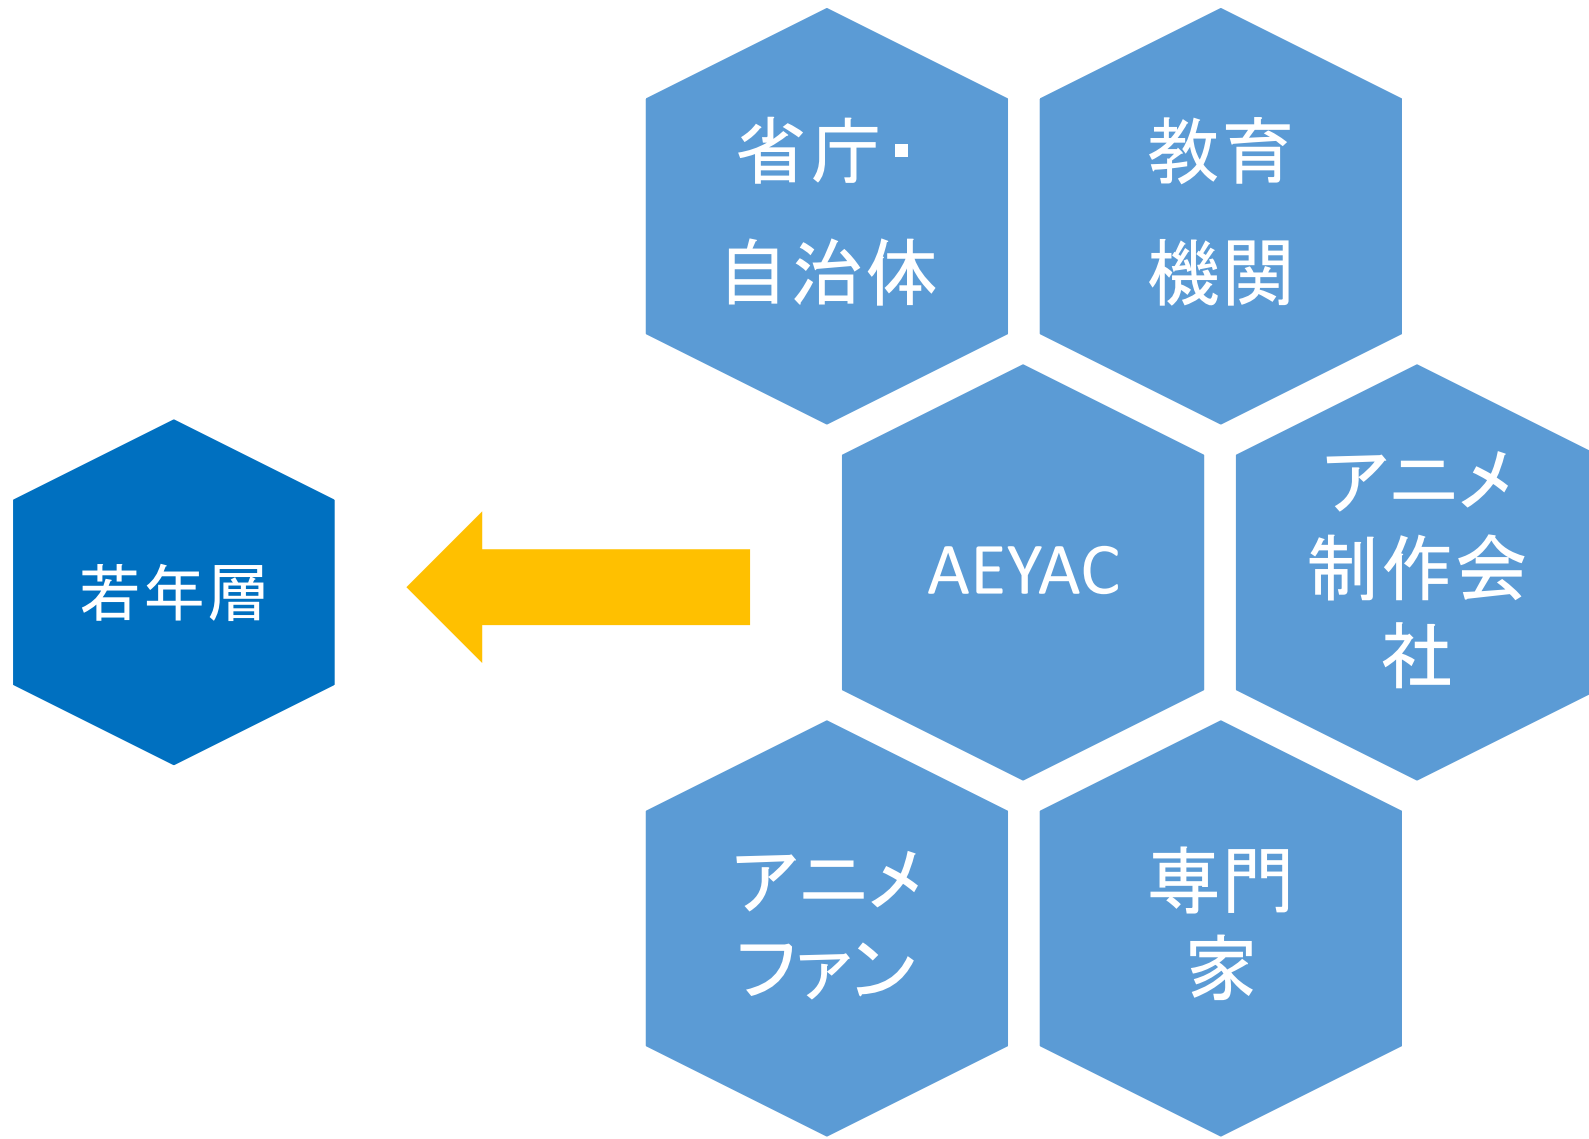 省庁・
自治体
教育
機関
若年層
AEYAC
アニメ
制作会
社
アニメ
ファン
専門
家